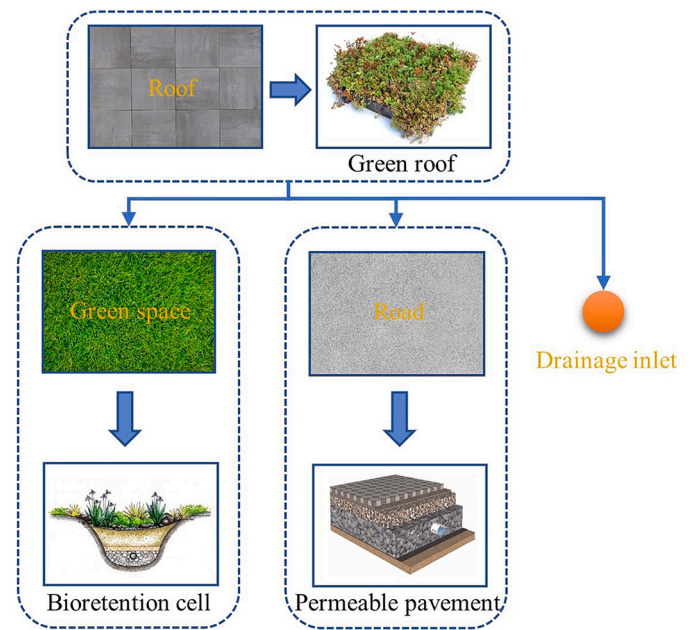 Roof
Green roof
Green space
Road
Drainage inlet
Bioretention cell
Permeable pavement